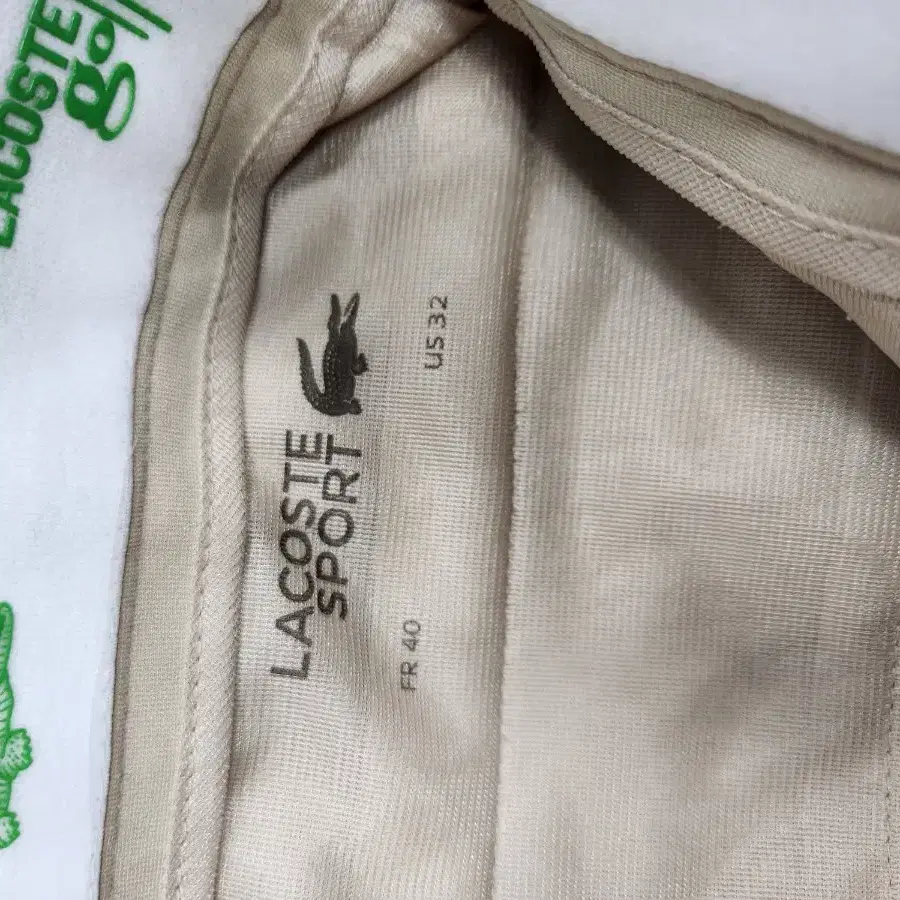 LACOSTE
golf
LACOSTE
SPORT
FR 40
US 32